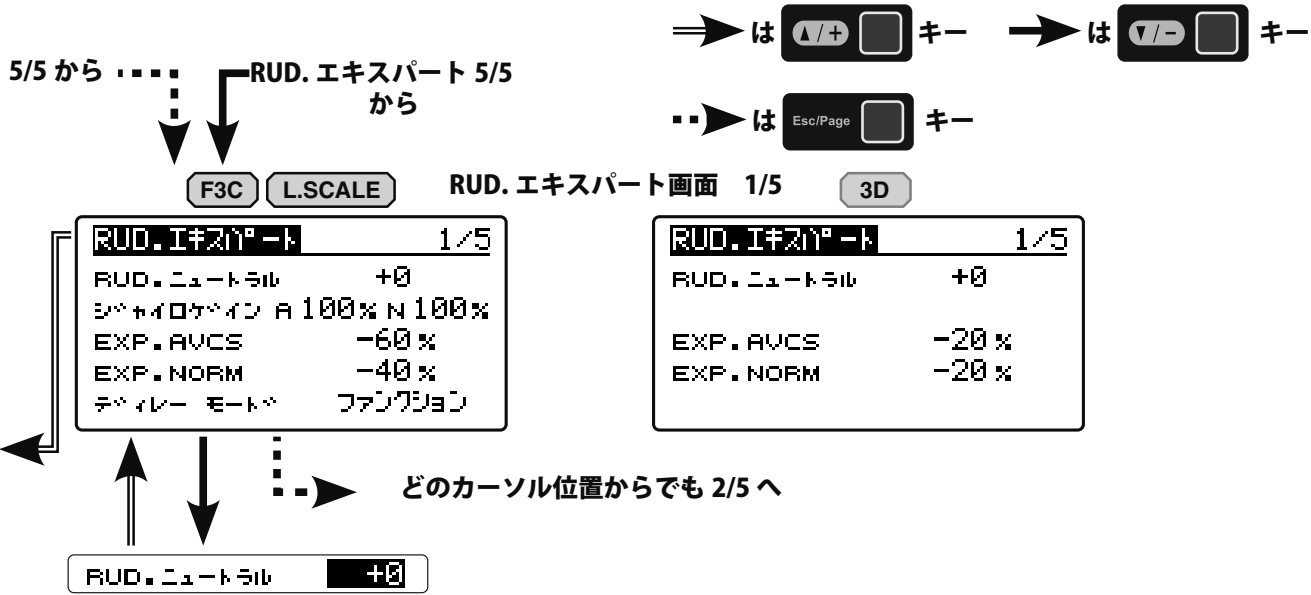 は ▲/+ キー
は ▼/− キー
は Esc/Page キー
5/5 から
RUD. エキスパート 5/5
から
F3C L.SCALE
RUD. エキスパート画面 1/5
3D
RUD.エキスパート 1/5
RUD.ニュートラル +0
ジャイロゲイン A 100% N 100%
EXP.AVCS -60%
EXP.NORM -40%
ディレー モード ファンクション
RUD.エキスパート 1/5
RUD.ニュートラル +0
EXP.AVCS -20%
EXP.NORM -20%
どのカーソル位置からでも 2/5 へ
RUD.ニュートラル +0